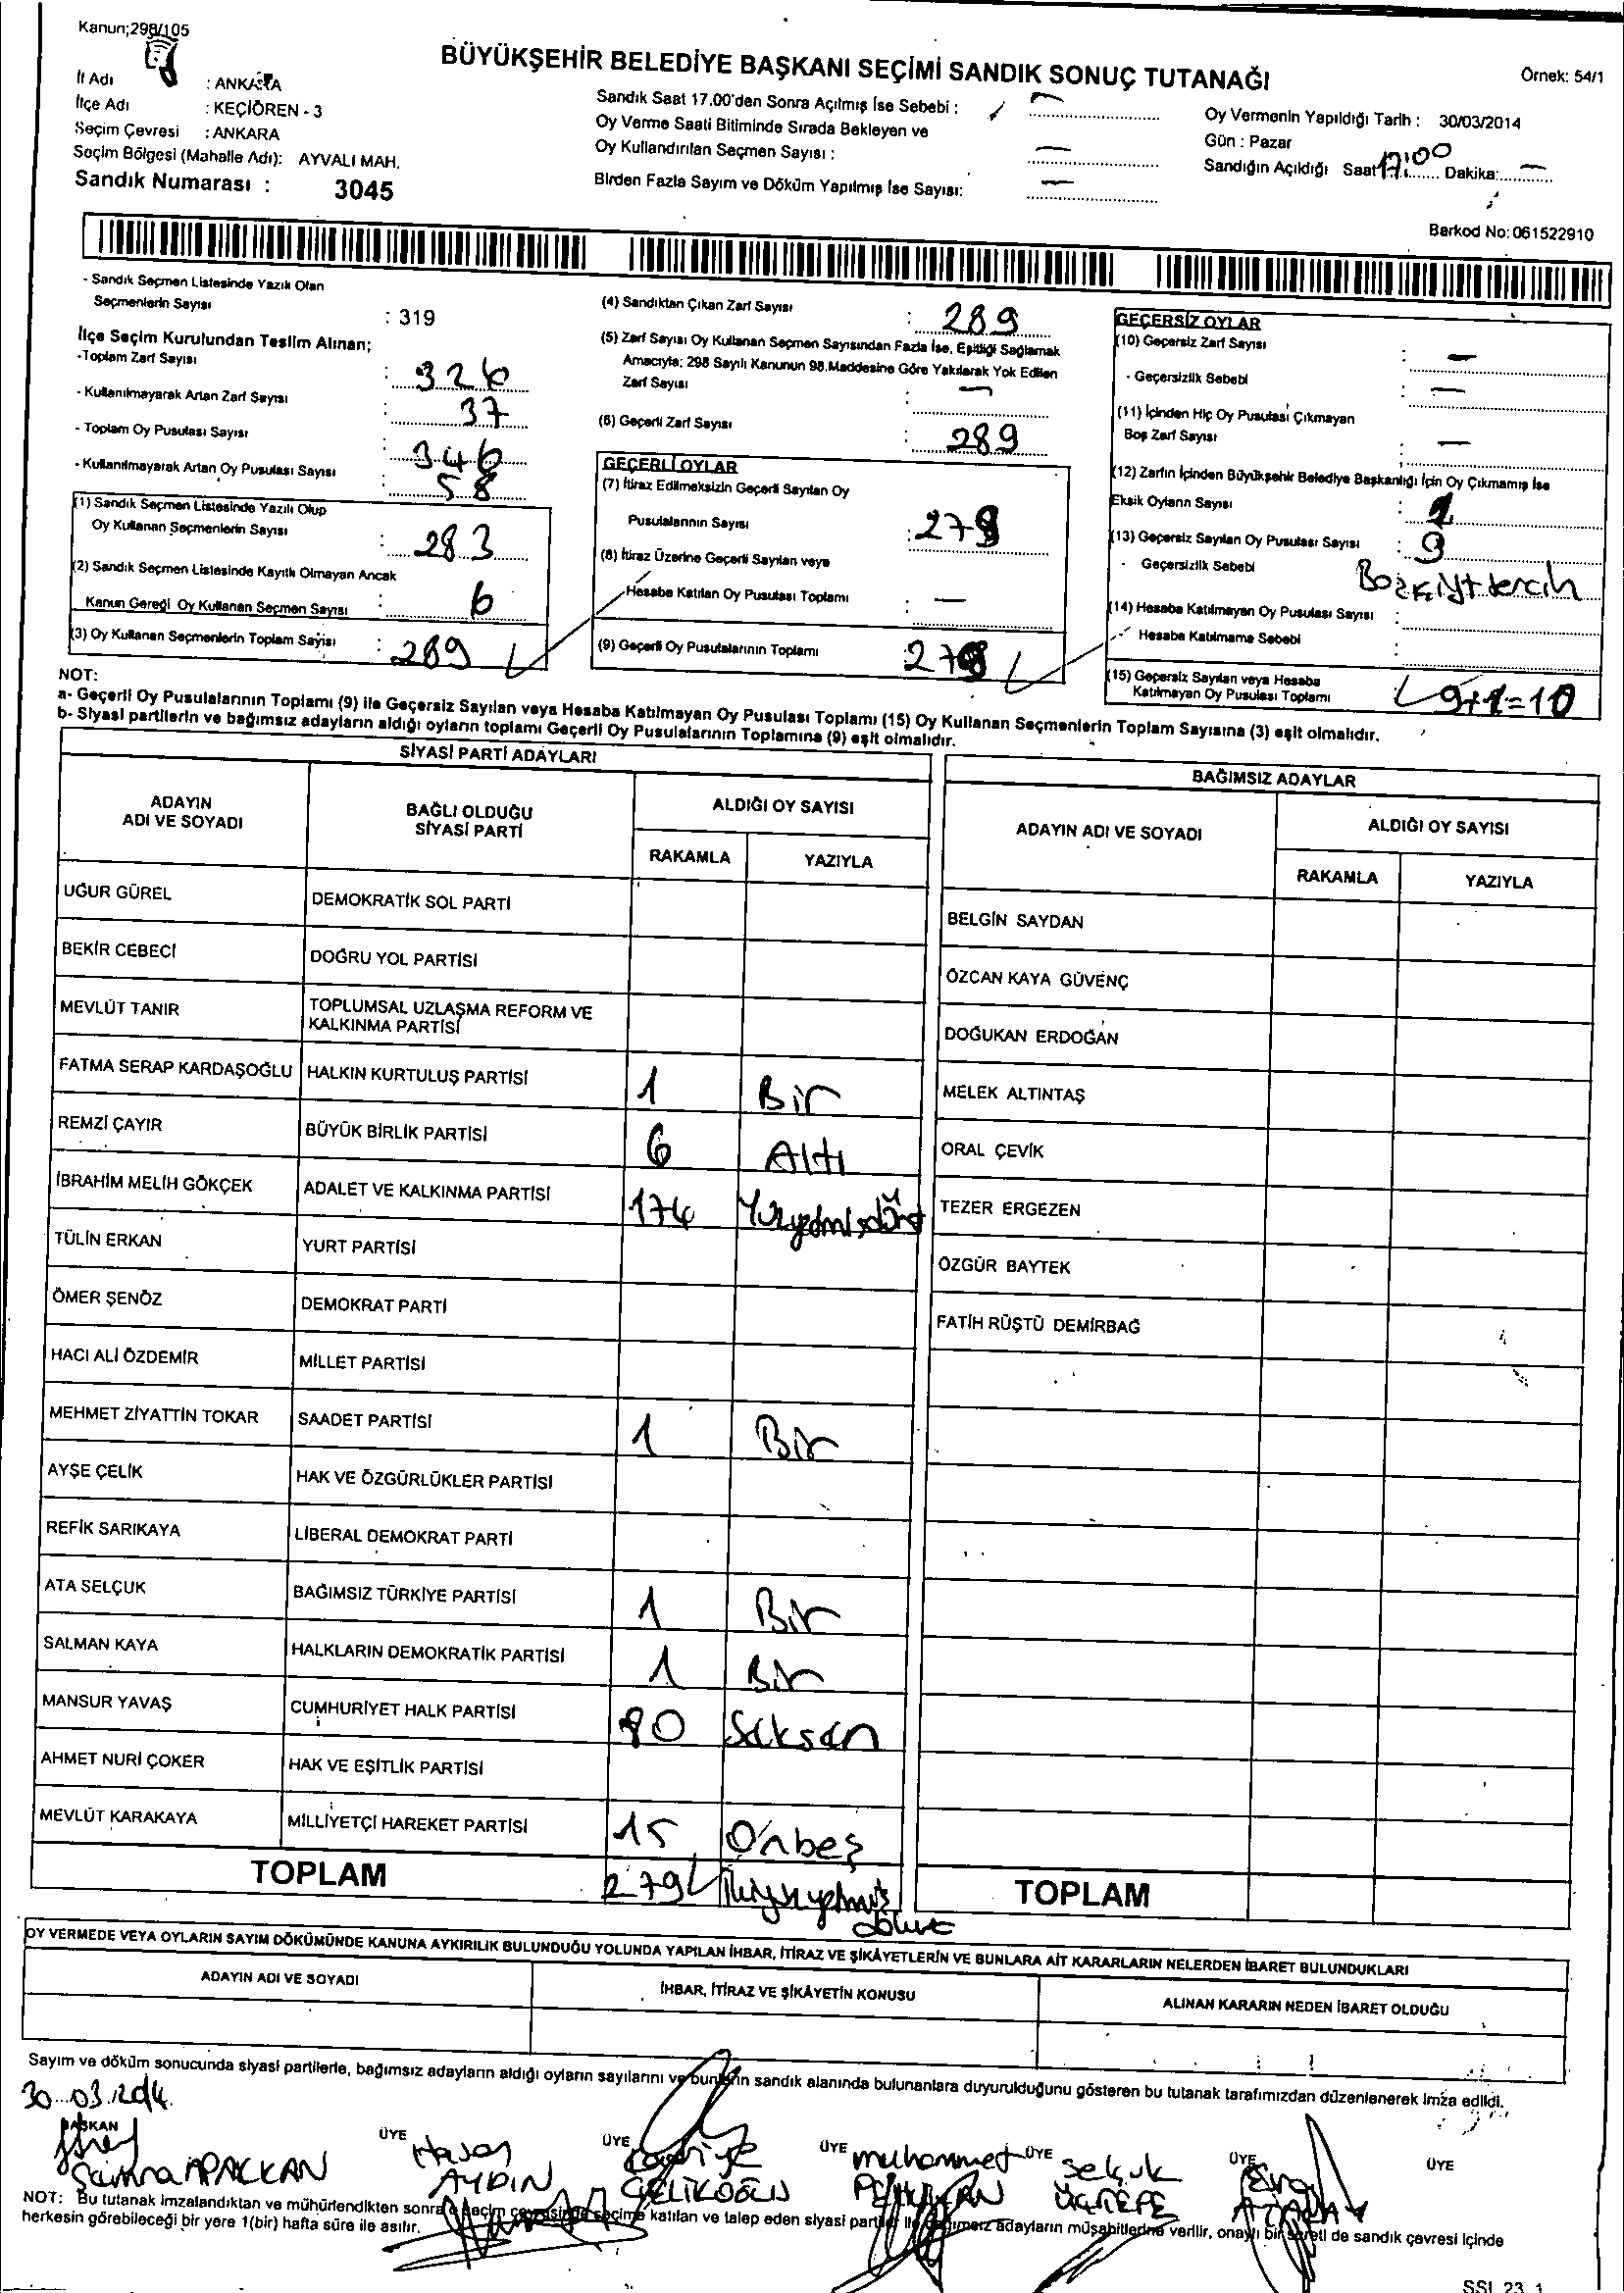 Kanun;298/105
BÜYÜKŞEHİR BELEDİYE BAŞKANI SEÇİMİ SANDIK SONUÇ TUTANAĞI
Örnek: 54/1
İl Adı : ANKARA
İlçe Adı : KEÇİÖREN - 3
Seçim Çevresi : ANKARA
Seçim Bölgesi (Mahalle Adı): AYVALI MAH.
Sandık Numarası : 3045
Sandık Saat 17.00'den Sonra Açılmış İse Sebebi : —
Oy Verme Saati Bitiminde Sırada Bekleyen ve
Oy Kullandırılan Seçmen Sayısı : —
Birden Fazla Sayım ve Döküm Yapılmış İse Sayısı: —
Oy Vermenin Yapıldığı Tarih : 30/03/2014
Gün : Pazar
Sandığın Açıldığı Saat 17:00 Dakika: —
Barkod No: 061522910
- Sandık Seçmen Listesinde Yazılı Olan
Seçmenlerin Sayısı : 319
İlçe Seçim Kurulundan Teslim Alınan;
-Toplam Zarf Sayısı : 326
- Kullanılmayarak Artan Zarf Sayısı : 37
- Toplam Oy Pusulası Sayısı : 346
- Kullanılmayarak Artan Oy Pusulası Sayısı : 58
(1) Sandık Seçmen Listesinde Yazılı Olup
Oy Kullanan Seçmenlerin Sayısı : 283
(2) Sandık Seçmen Listesinde Kayıtlı Olmayan Ancak
Kanun Gereği Oy Kullanan Seçmen Sayısı : 6
(3) Oy Kullanan Seçmenlerin Toplam Sayısı : 289
(4) Sandıktan Çıkan Zarf Sayısı : 289
(5) Zarf Sayısı Oy Kullanan Seçmen Sayısından Fazla İse, Eşitliği Sağlamak
Amacıyla; 298 Sayılı Kanunun 98.Maddesine Göre Yakılarak Yok Edilen
Zarf Sayısı : —
(6) Geçerli Zarf Sayısı : 289
GEÇERLİ OYLAR
(7) İtiraz Edilmeksizin Geçerli Sayılan Oy
Pusulalarının Sayısı :
(8) İtiraz Üzerine Geçerli Sayılan veya
Hesaba Katılan Oy Pusulası Toplamı : —
(9) Geçerli Oy Pusulalarının Toplamı :
GEÇERSİZ OYLAR
(10) Geçersiz Zarf Sayısı : —
- Geçersizlik Sebebi : —
(11) İçinden Hiç Oy Pusulası Çıkmayan
Boş Zarf Sayısı : —
(12) Zarfın İçinden Büyükşehir Belediye Başkanlığı İçin Oy Çıkmamış İse
Eksik Oyların Sayısı :
(13) Geçersiz Sayılan Oy Pusulası Sayısı : 9
- Geçersizlik Sebebi
(14) Hesaba Katılmayan Oy Pusulası Sayısı :
Hesaba Katılmama Sebebi :
(15) Geçersiz Sayılan veya Hesaba
Katılmayan Oy Pusulası Toplamı 9+1=10
NOT:
a- Geçerli Oy Pusulalarının Toplamı (9) ile Geçersiz Sayılan veya Hesaba Katılmayan Oy Pusulası Toplamı (15) Oy Kullanan Seçmenlerin Toplam Sayısına (3) eşit olmalıdır.
b- Siyasi partilerin ve bağımsız adayların aldığı oyların toplamı Geçerli Oy Pusulalarının Toplamına (9) eşit olmalıdır.
SİYASİ PARTİ ADAYLARI
ADAYIN ADI VE SOYADI BAĞLI OLDUĞU SİYASİ PARTİ ALDIĞI OY SAYISI
RAKAMLA YAZIYLA
UĞUR GÜREL DEMOKRATİK SOL PARTİ
BEKİR CEBECİ DOĞRU YOL PARTİSİ
MEVLÜT TANIR TOPLUMSAL UZLAŞMA REFORM VE KALKINMA PARTİSİ
FATMA SERAP KARDAŞOĞLU HALKIN KURTULUŞ PARTİSİ 1 Bir
REMZİ ÇAYIR BÜYÜK BİRLİK PARTİSİ 6 Altı
İBRAHİM MELİH GÖKÇEK ADALET VE KALKINMA PARTİSİ 174 Yüzyetmişdört
TÜLİN ERKAN YURT PARTİSİ
ÖMER ŞENÖZ DEMOKRAT PARTİ
HACI ALİ ÖZDEMİR MİLLET PARTİSİ
MEHMET ZİYATTİN TOKAR SAADET PARTİSİ 1 Bir
AYŞE ÇELİK HAK VE ÖZGÜRLÜKLER PARTİSİ
REFİK SARIKAYA LİBERAL DEMOKRAT PARTİ
ATA SELÇUK BAĞIMSIZ TÜRKİYE PARTİSİ 1 Bir
SALMAN KAYA HALKLARIN DEMOKRATİK PARTİSİ 1 Bir
MANSUR YAVAŞ CUMHURİYET HALK PARTİSİ 80 Seksen
AHMET NURİ ÇOKER HAK VE EŞİTLİK PARTİSİ
MEVLÜT KARAKAYA MİLLİYETÇİ HAREKET PARTİSİ 15 Onbeş
TOPLAM 279
BAĞIMSIZ ADAYLAR
ADAYIN ADI VE SOYADI ALDIĞI OY SAYISI
RAKAMLA YAZIYLA
BELGİN SAYDAN
ÖZCAN KAYA GÜVENÇ
DOĞUKAN ERDOĞAN
MELEK ALTINTAŞ
ORAL ÇEVİK
TEZER ERGEZEN
ÖZGÜR BAYTEK
FATİH RÜŞTÜ DEMİRBAĞ
TOPLAM
OY VERMEDE VEYA OYLARIN SAYIM DÖKÜMÜNDE KANUNA AYKIRILIK BULUNDUĞU YOLUNDA YAPILAN İHBAR, İTİRAZ VE ŞİKÂYETLERİN VE BUNLARA AİT KARARLARIN NELERDEN İBARET BULUNDUKLARI
ADAYIN ADI VE SOYADI İHBAR, İTİRAZ VE ŞİKÂYETİN KONUSU ALINAN KARARIN NEDEN İBARET OLDUĞU
Sayım ve döküm sonucunda siyasi partilerle, bağımsız adayların aldığı oyların sayılarını ve bunların sandık alanında bulunanlara duyurulduğunu gösteren bu tutanak tarafımızdan düzenlenerek imza edildi.
30.03.2014
BAŞKAN ÜYE ÜYE ÜYE ÜYE ÜYE ÜYE
APAKKAN Hasan AYDIN ÇELİKOĞLU muhammet selçuk ÜÇTEPE
NOT: Bu tutanak imzalandıktan ve mühürlendikten sonra seçim çevresinde seçime katılan ve talep eden siyasi partiler ile bağımsız adayların müşahitlerine verilir, onaylı bir sureti de sandık çevresi içinde
herkesin görebileceği bir yere 1(bir) hafta süre ile asılır.
SSI 23 1